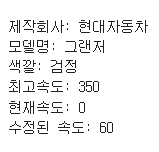 제작회사: 현대자동차
모델명: 그랜저
색깔: 검정
최고속도: 350
현재속도: 0
수정된 속도: 60